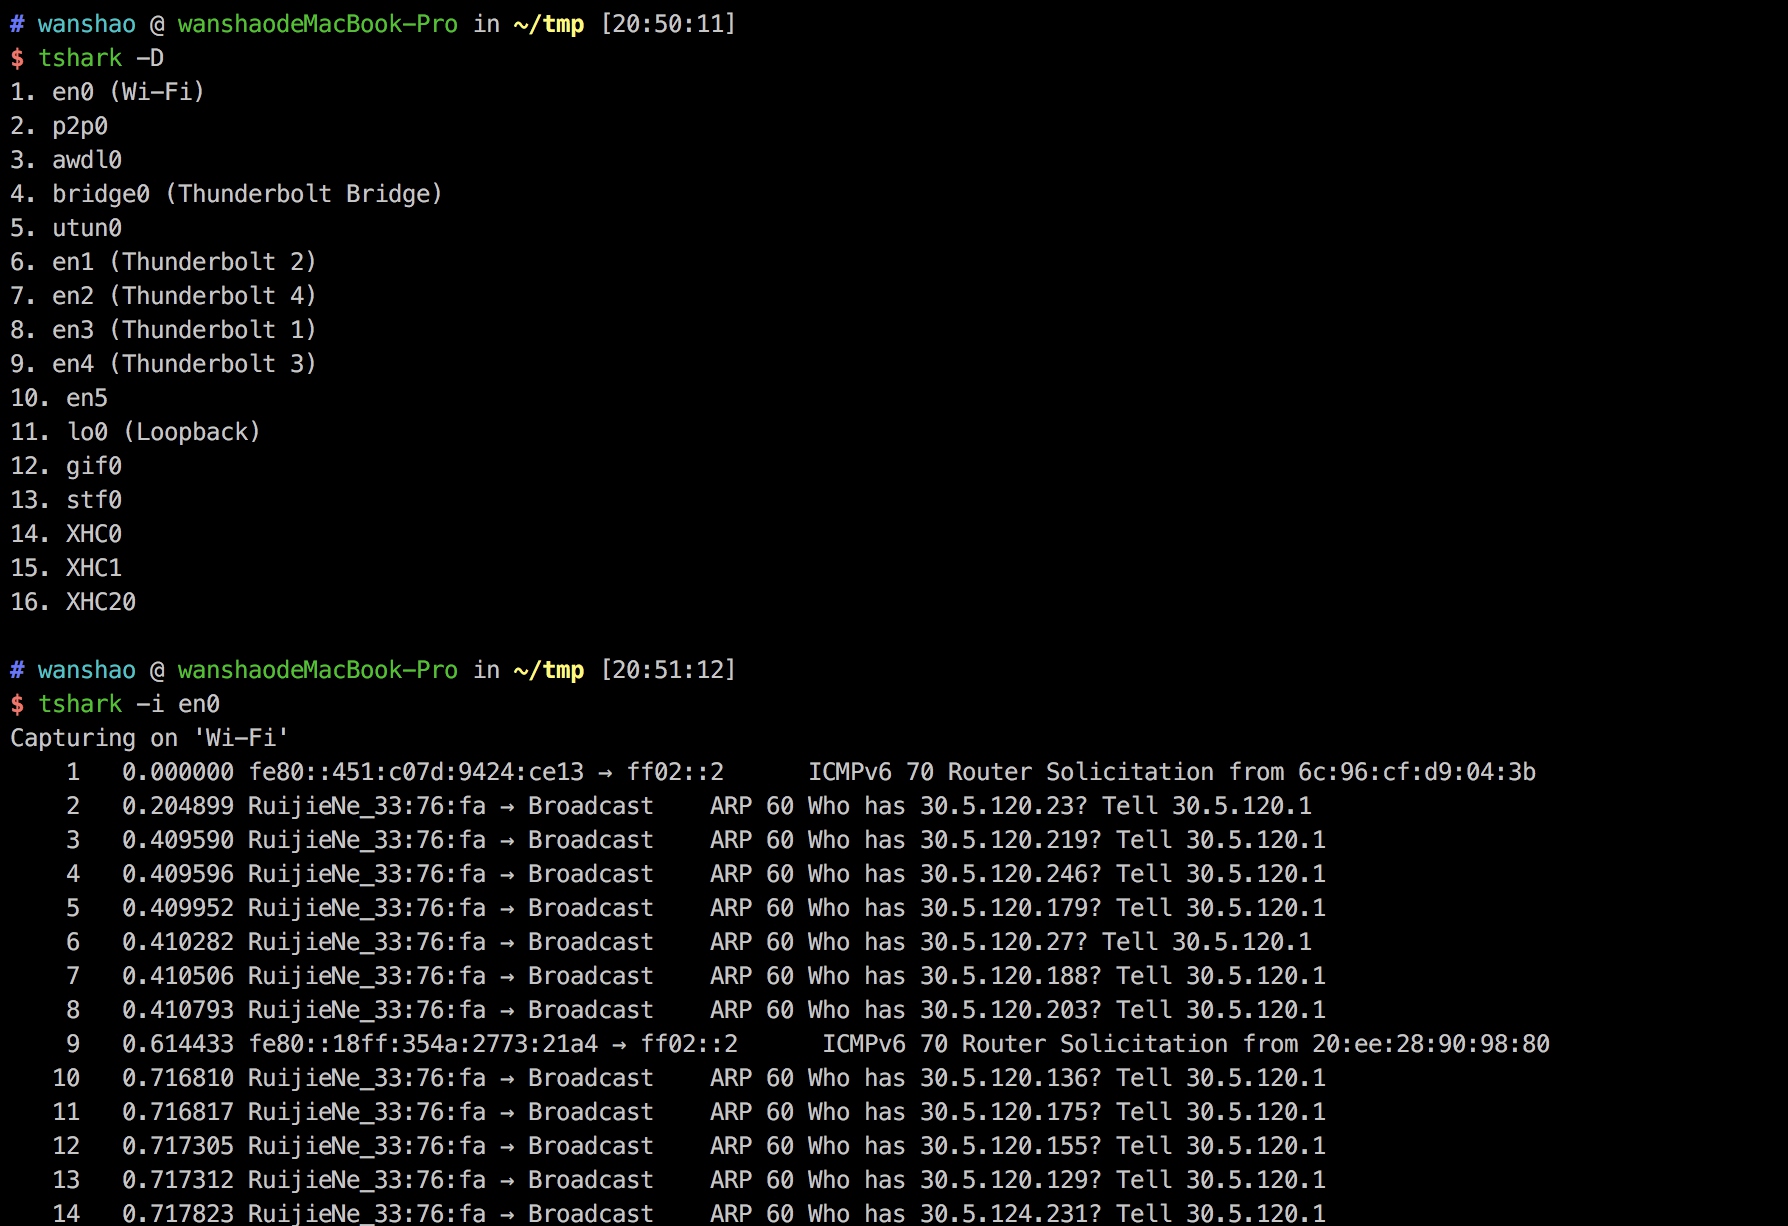 # wanshao @ wanshaodeMacBook-Pro in ~/tmp [20:50:11]
$ tshark -D
1. en0 (Wi-Fi)
2. p2p0
3. awdl0
4. bridge0 (Thunderbolt Bridge)
5. utun0
6. en1 (Thunderbolt 2)
7. en2 (Thunderbolt 4)
8. en3 (Thunderbolt 1)
9. en4 (Thunderbolt 3)
10. en5
11. lo0 (Loopback)
12. gif0
13. stf0
14. XHC0
15. XHC1
16. XHC20
# wanshao @ wanshaodeMacBook-Pro in ~/tmp [20:51:12]
$ tshark -i en0
Capturing on 'Wi-Fi'
1 0.000000 fe80::451:c07d:9424:ce13 → ff02::2 ICMPv6 70 Router Solicitation from 6c:96:cf:d9:04:3b
2 0.204899 RuijieNe_33:76:fa → Broadcast ARP 60 Who has 30.5.120.23? Tell 30.5.120.1
3 0.409590 RuijieNe_33:76:fa → Broadcast ARP 60 Who has 30.5.120.219? Tell 30.5.120.1
4 0.409596 RuijieNe_33:76:fa → Broadcast ARP 60 Who has 30.5.120.246? Tell 30.5.120.1
5 0.409952 RuijieNe_33:76:fa → Broadcast ARP 60 Who has 30.5.120.179? Tell 30.5.120.1
6 0.410282 RuijieNe_33:76:fa → Broadcast ARP 60 Who has 30.5.120.27? Tell 30.5.120.1
7 0.410506 RuijieNe_33:76:fa → Broadcast ARP 60 Who has 30.5.120.188? Tell 30.5.120.1
8 0.410793 RuijieNe_33:76:fa → Broadcast ARP 60 Who has 30.5.120.203? Tell 30.5.120.1
9 0.614433 fe80::18ff:354a:2773:21a4 → ff02::2 ICMPv6 70 Router Solicitation from 20:ee:28:90:98:80
10 0.716810 RuijieNe_33:76:fa → Broadcast ARP 60 Who has 30.5.120.136? Tell 30.5.120.1
11 0.716817 RuijieNe_33:76:fa → Broadcast ARP 60 Who has 30.5.120.175? Tell 30.5.120.1
12 0.717305 RuijieNe_33:76:fa → Broadcast ARP 60 Who has 30.5.120.155? Tell 30.5.120.1
13 0.717312 RuijieNe_33:76:fa → Broadcast ARP 60 Who has 30.5.120.129? Tell 30.5.120.1
14 0.717823 RuijieNe_33:76:fa → Broadcast ARP 60 Who has 30.5.124.231? Tell 30.5.120.1